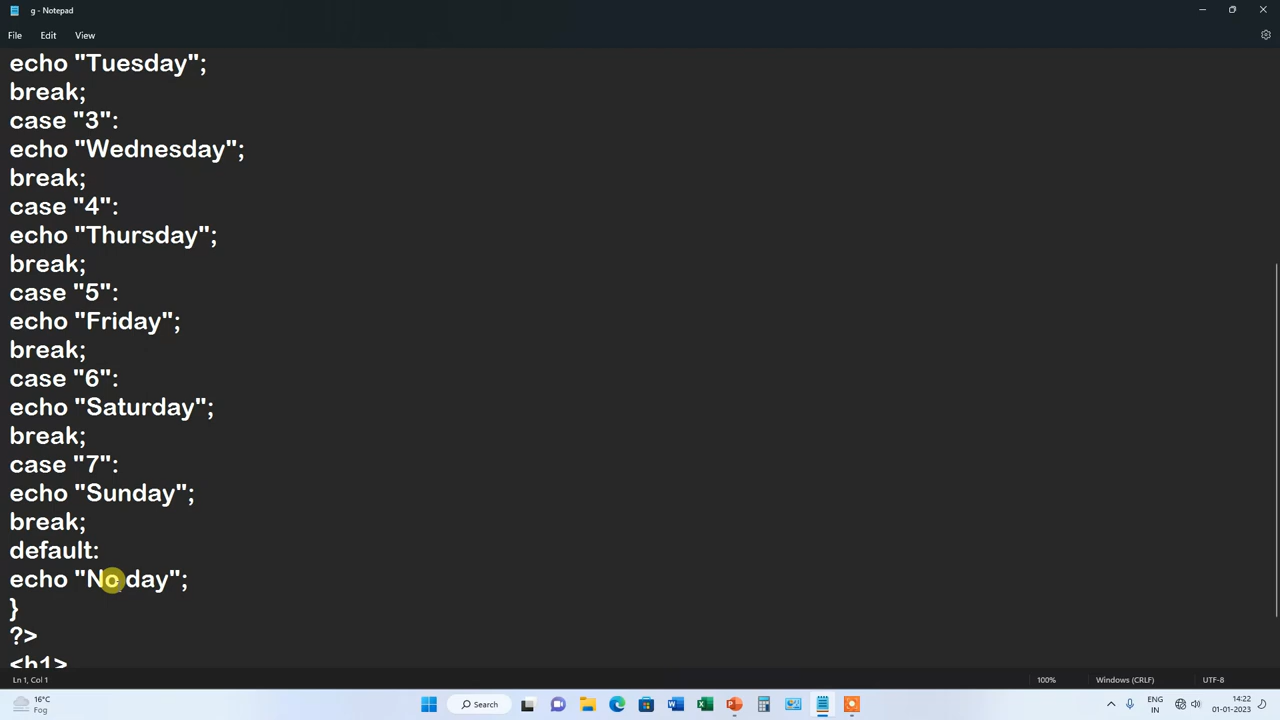 g - Notepad
File Edit View
echo "Tuesday";
break;
case "3":
echo "Wednesday";
break;
case "4":
echo "Thursday";
break;
case "5":
echo "Friday";
break;
case "6":
echo "Saturday";
break;
case "7":
echo "Sunday";
break;
default:
echo "No day";
}
?>
<h1>
Ln 1, Col 1 100% Windows (CRLF) UTF-8
16°C
Fog
Search
ENG
IN
14:22
01-01-2023